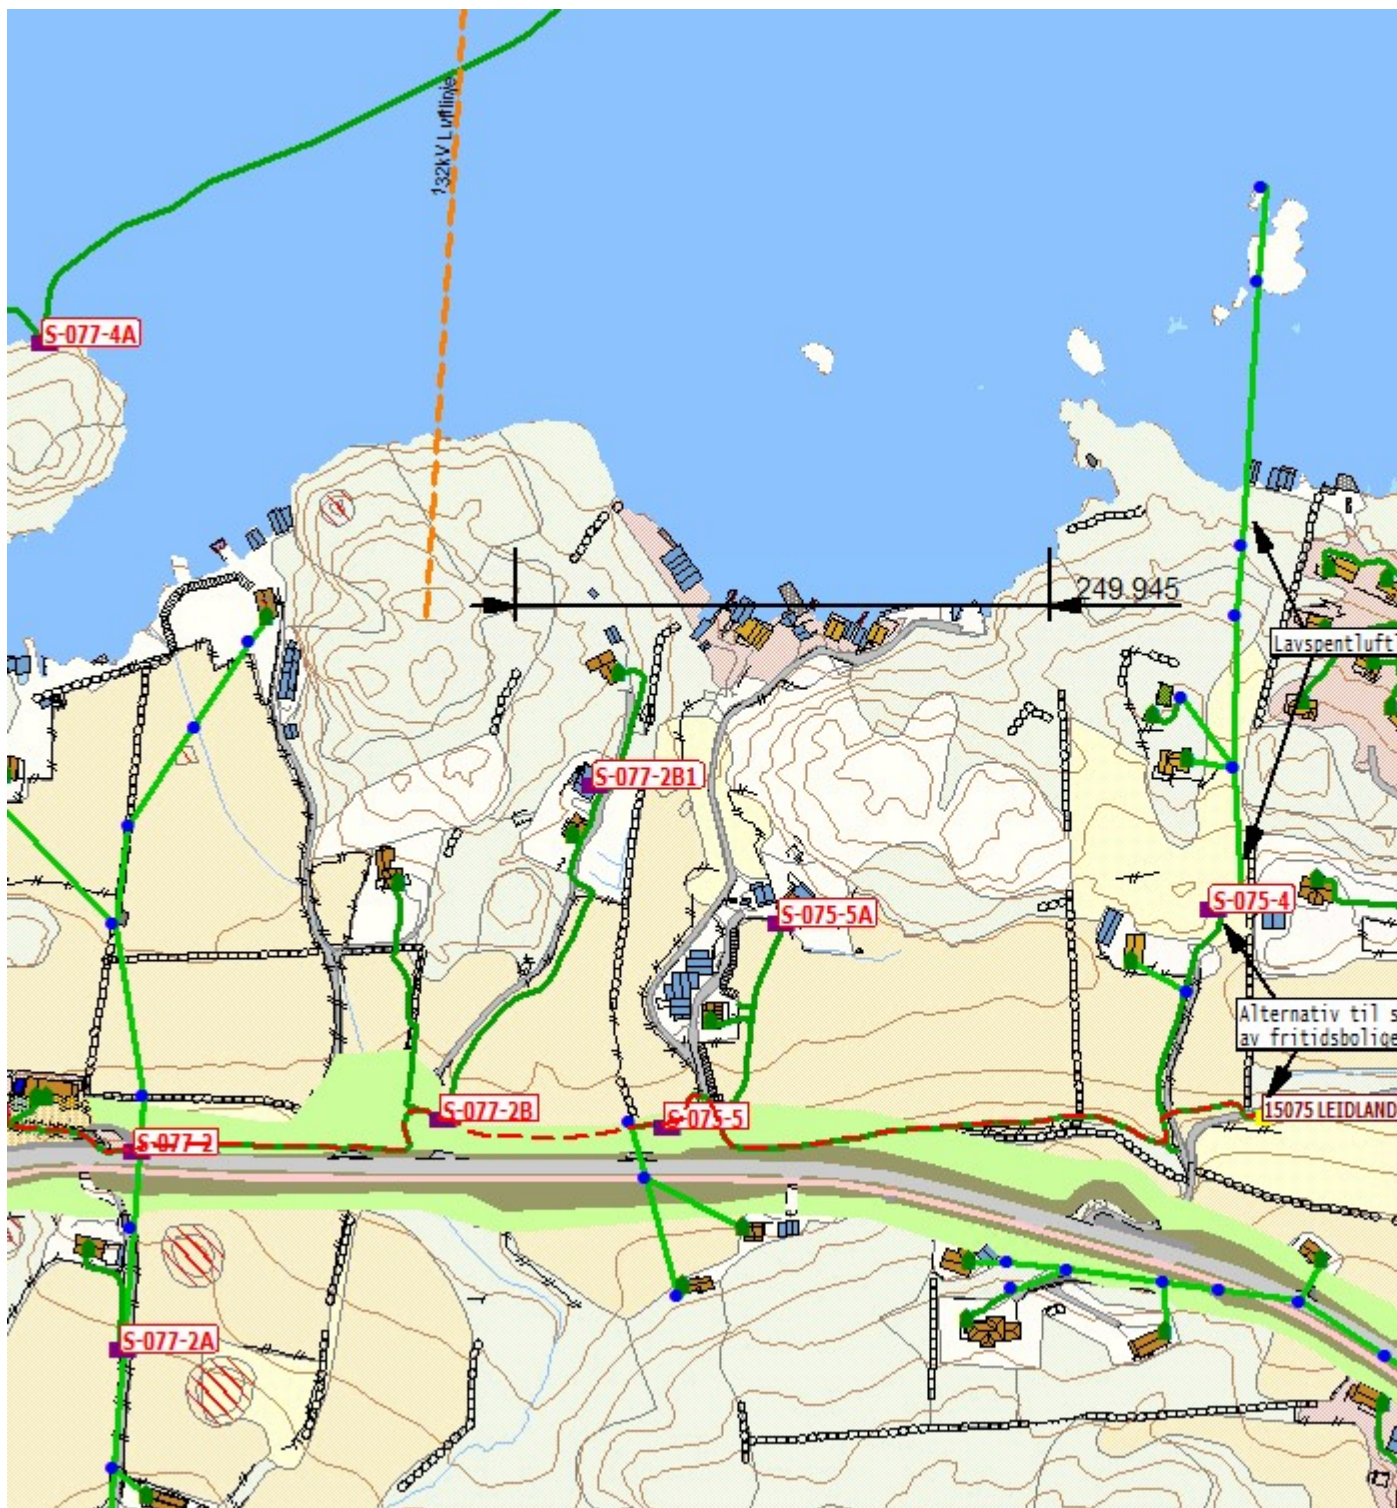 132kV Luftlinje
S-077-4A
249.945
Lavspentluft
S-077-2B1
S-075-4
S-075-5A
Alternativ til s
av fritidsbolige
S-077-2B
S-075-5
15075 LEIDLAND
S-077-2
S-077-2A